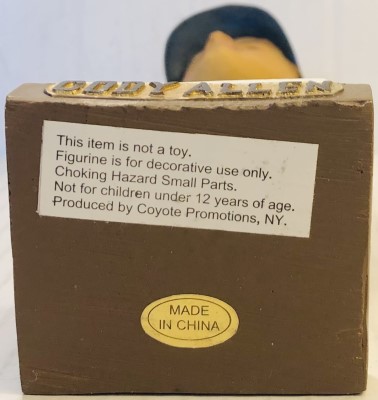 CODY ALLEN
This item is not a toy.
Figurine is for decorative use only.
Choking Hazard Small Parts.
Not for children under 12 years of age.
Produced by Coyote Promotions, NY.
MADE
IN CHINA